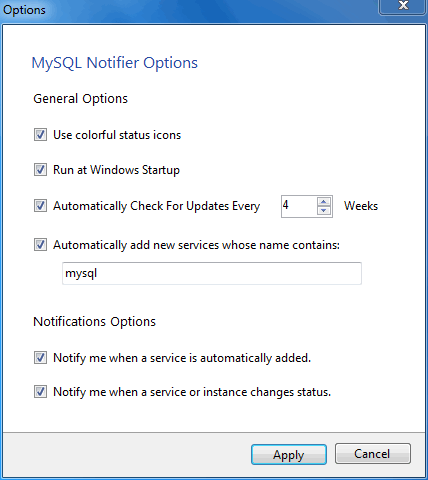 Options
MySQL Notifier Options
General Options
Use colorful status icons
Run at Windows Startup
Automatically Check For Updates Every 4 Weeks
Automatically add new services whose name contains:
mysql
Notifications Options
Notify me when a service is automatically added.
Notify me when a service or instance changes status.
Apply Cancel